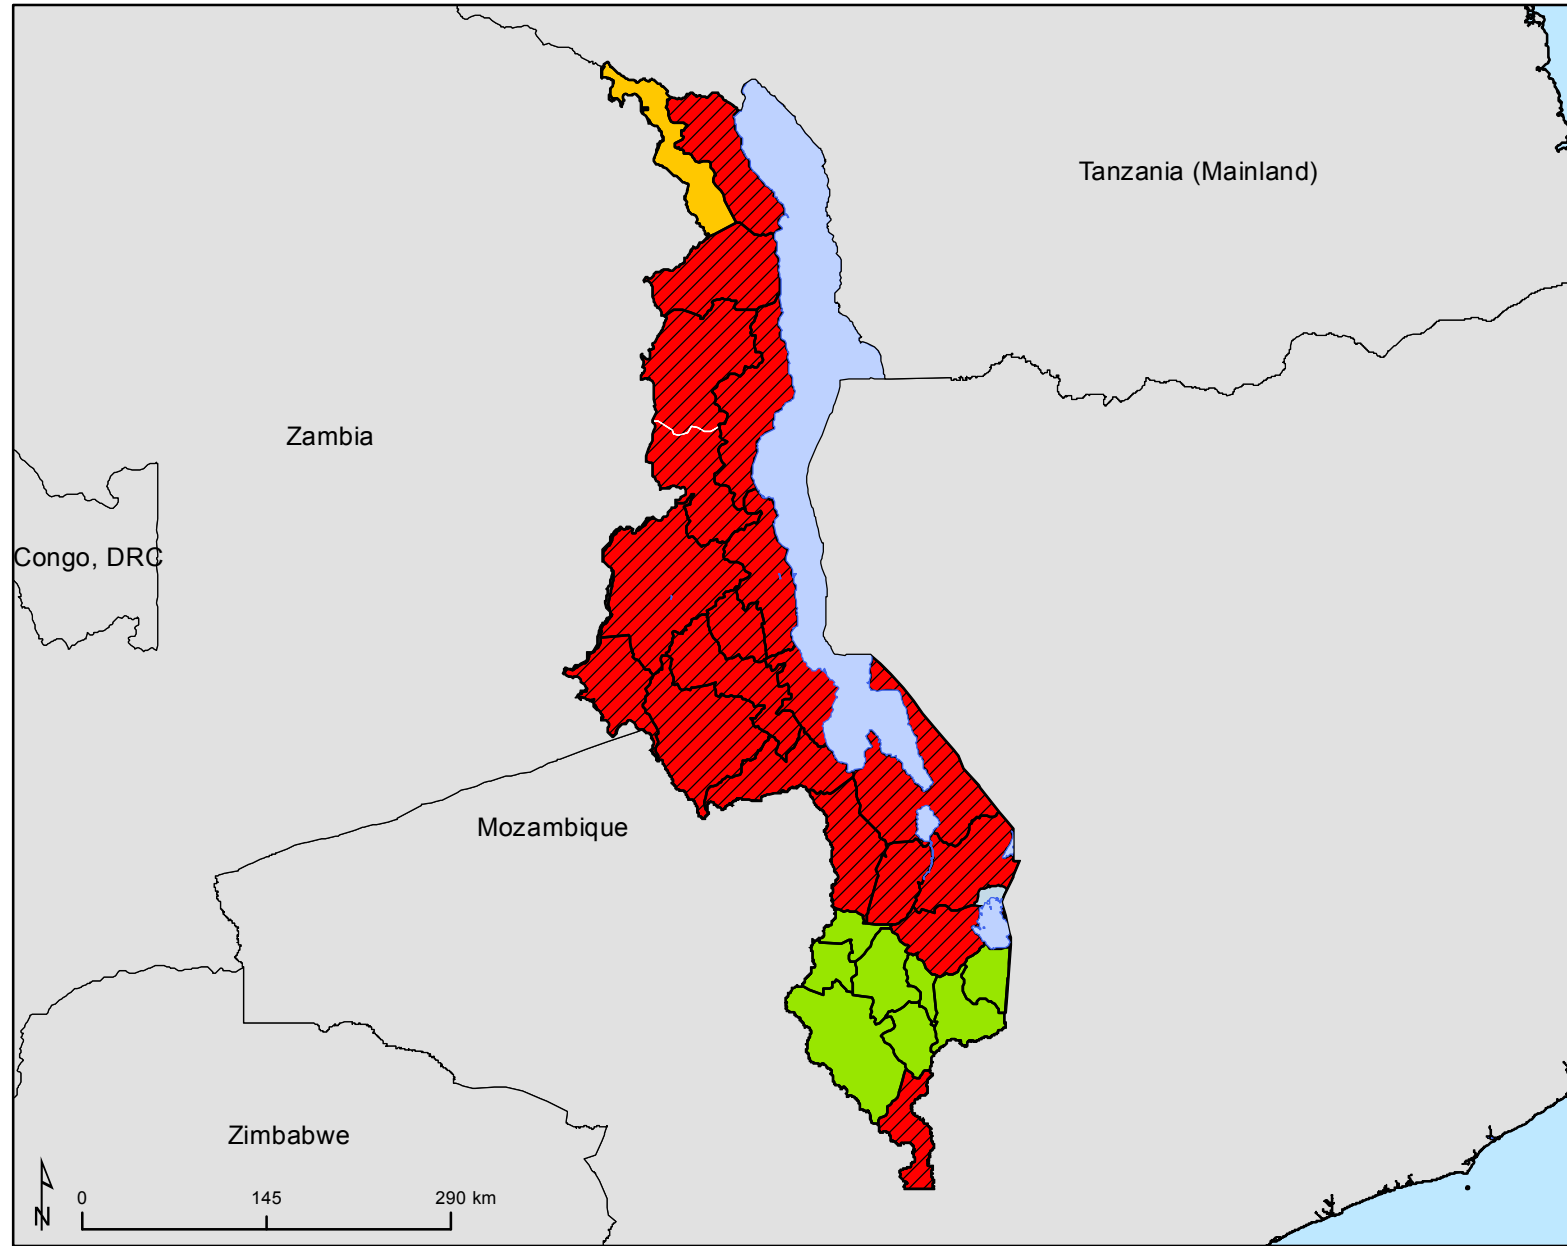 Tanzania (Mainland)
Zambia
Congo, DRC
Mozambique
Zimbabwe
N
0 145 290 km